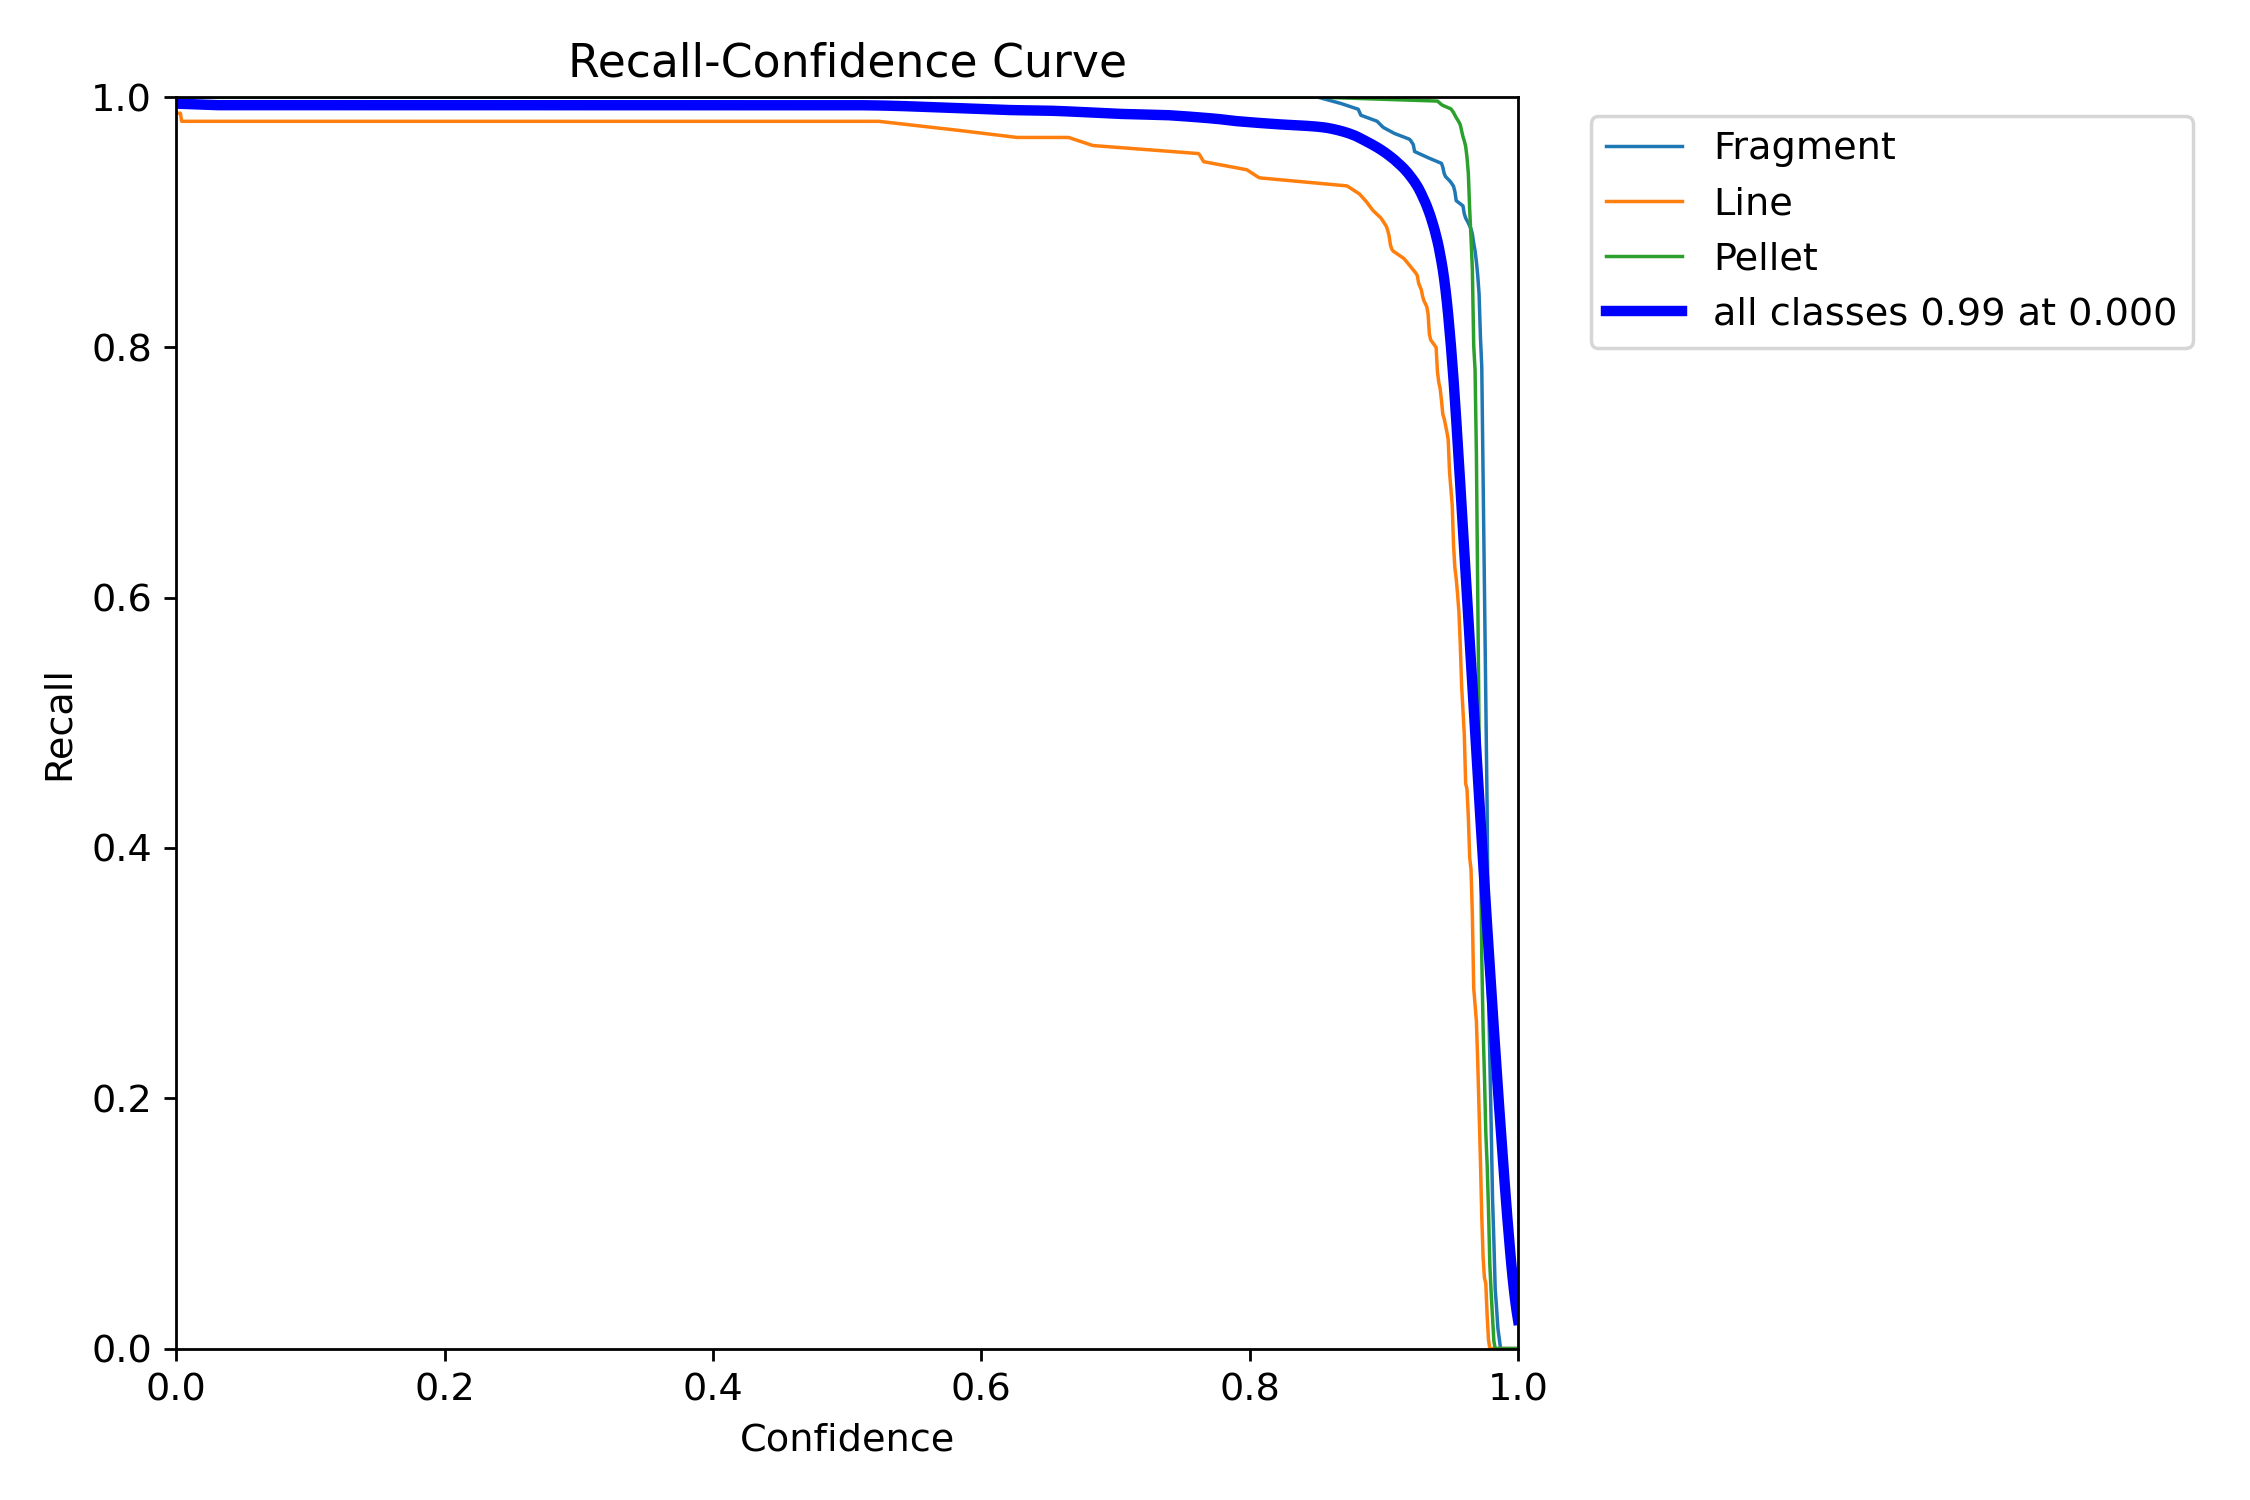 Recall-Confidence Curve
1.0
0.8
0.6
0.4
0.2
0.0
Recall
0.0 0.2 0.4 0.6 0.8 1.0
Confidence
Fragment
Line
Pellet
all classes 0.99 at 0.000